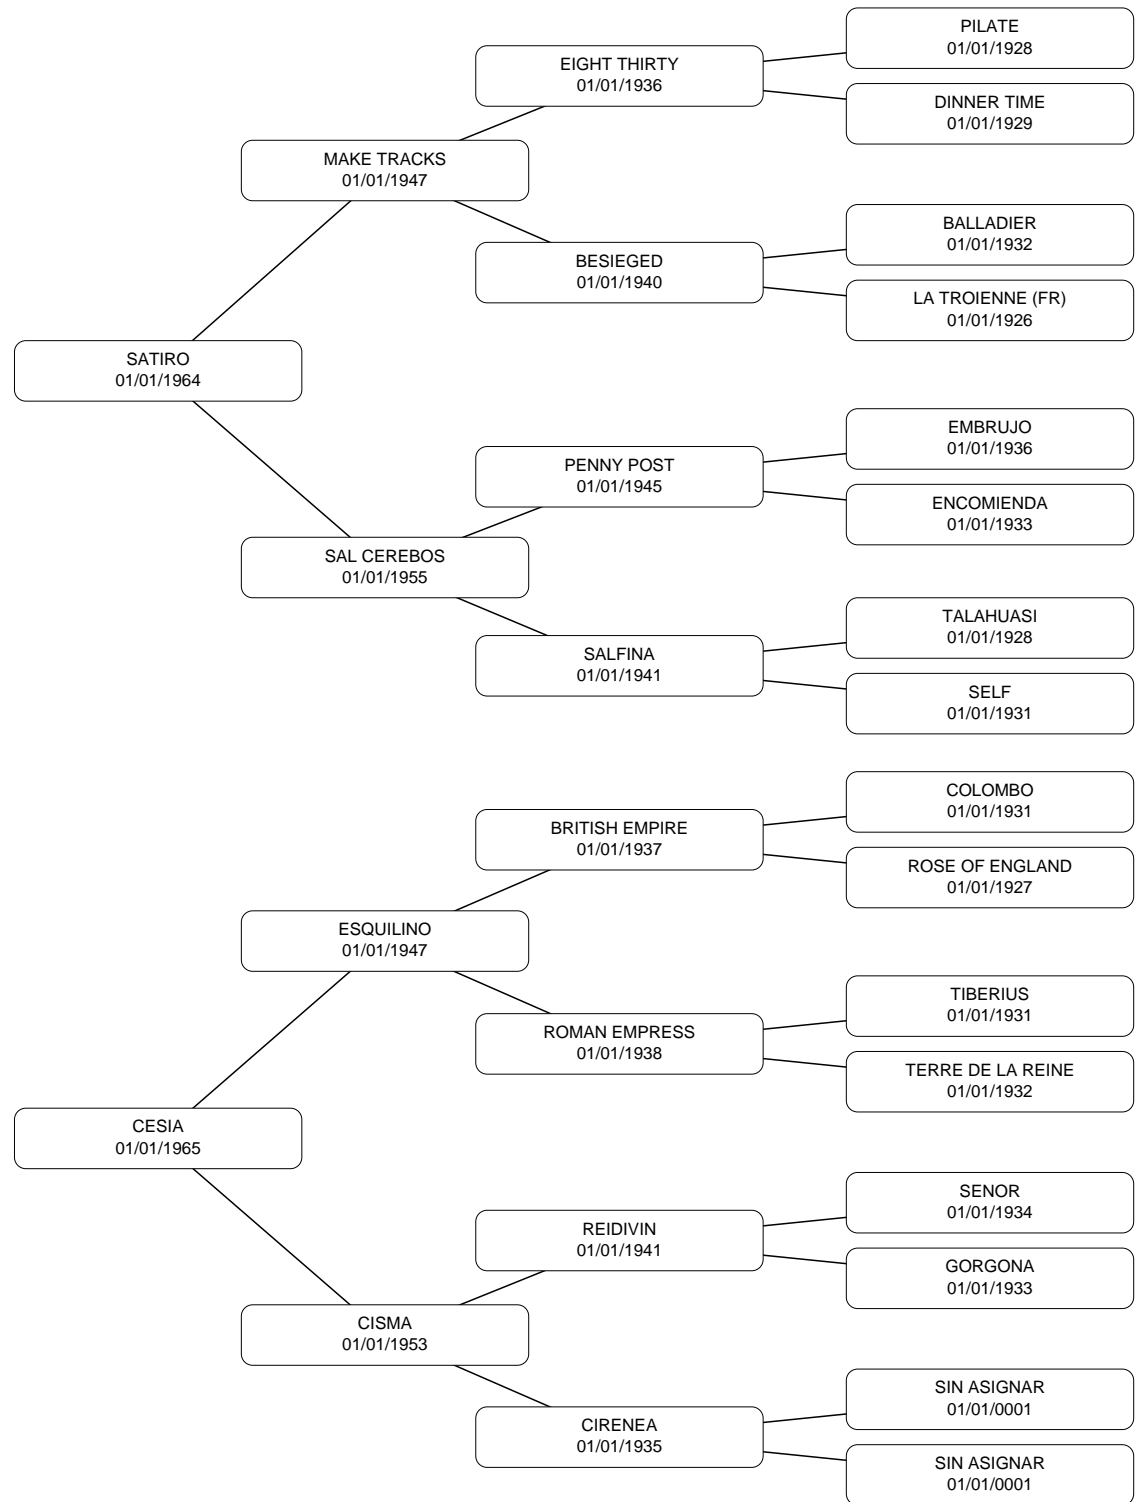 PILATE
01/01/1928
EIGHT THIRTY
01/01/1936
DINNER TIME
01/01/1929
MAKE TRACKS
01/01/1947
BALLADIER
01/01/1932
BESIEGED
01/01/1940
LA TROIENNE (FR)
01/01/1926
SATIRO
01/01/1964
EMBRUJO
01/01/1936
PENNY POST
01/01/1945
ENCOMIENDA
01/01/1933
SAL CEREBOS
01/01/1955
TALAHUASI
01/01/1928
SALFINA
01/01/1941
SELF
01/01/1931
COLOMBO
01/01/1931
BRITISH EMPIRE
01/01/1937
ROSE OF ENGLAND
01/01/1927
ESQUILINO
01/01/1947
TIBERIUS
01/01/1931
ROMAN EMPRESS
01/01/1938
TERRE DE LA REINE
01/01/1932
CESIA
01/01/1965
SENOR
01/01/1934
REIDIVIN
01/01/1941
GORGONA
01/01/1933
CISMA
01/01/1953
SIN ASIGNAR
01/01/0001
CIRENEA
01/01/1935
SIN ASIGNAR
01/01/0001